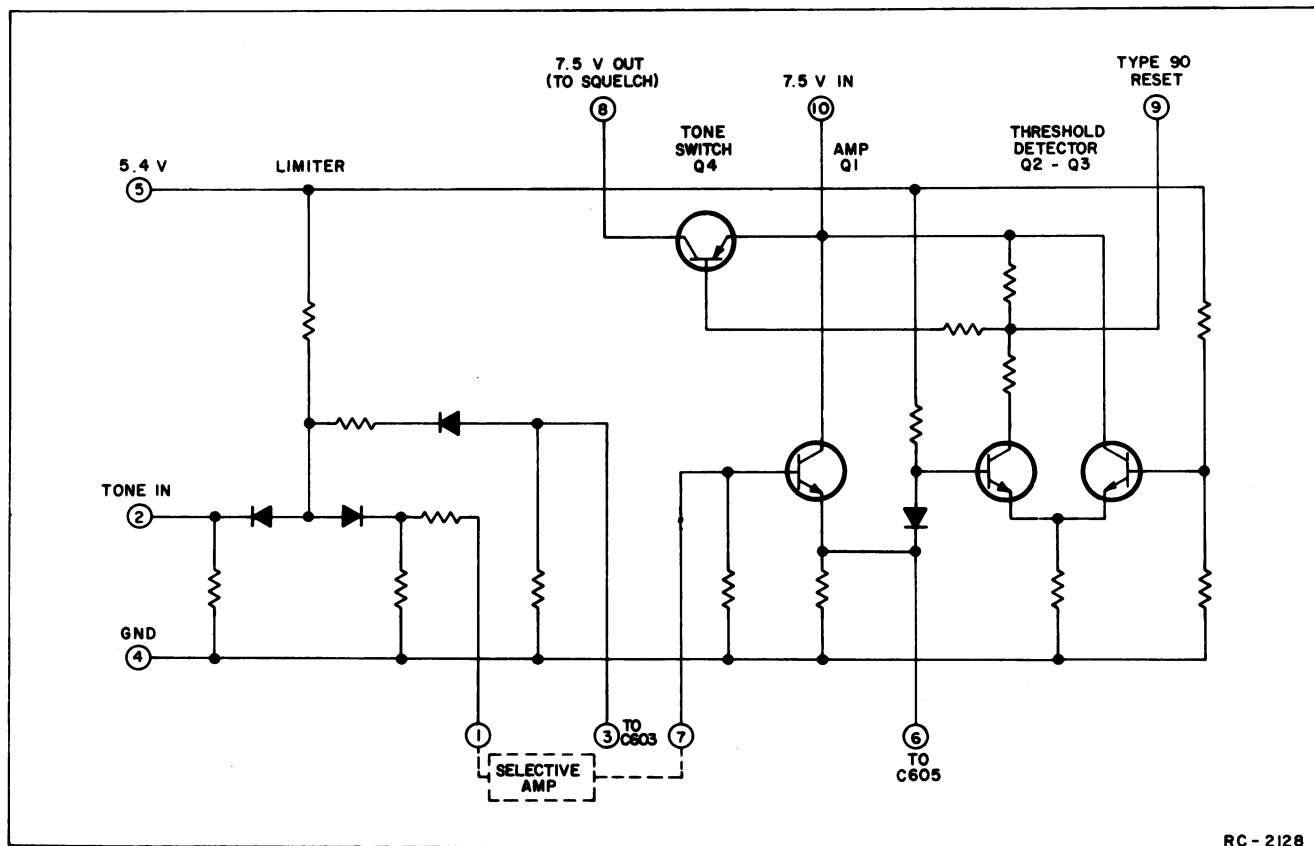 7.5 V OUT
(TO SQUELCH)
8
7.5 V IN
10
TYPE 90
RESET
9
TONE
SWITCH
Q4
AMP
Q1
THRESHOLD
DETECTOR
Q2 - Q3
5.4 V
5
LIMITER
TONE IN
2
GND
4
1
3
TO
C603
7
6
TO
C605
SELECTIVE
AMP
RC - 2128